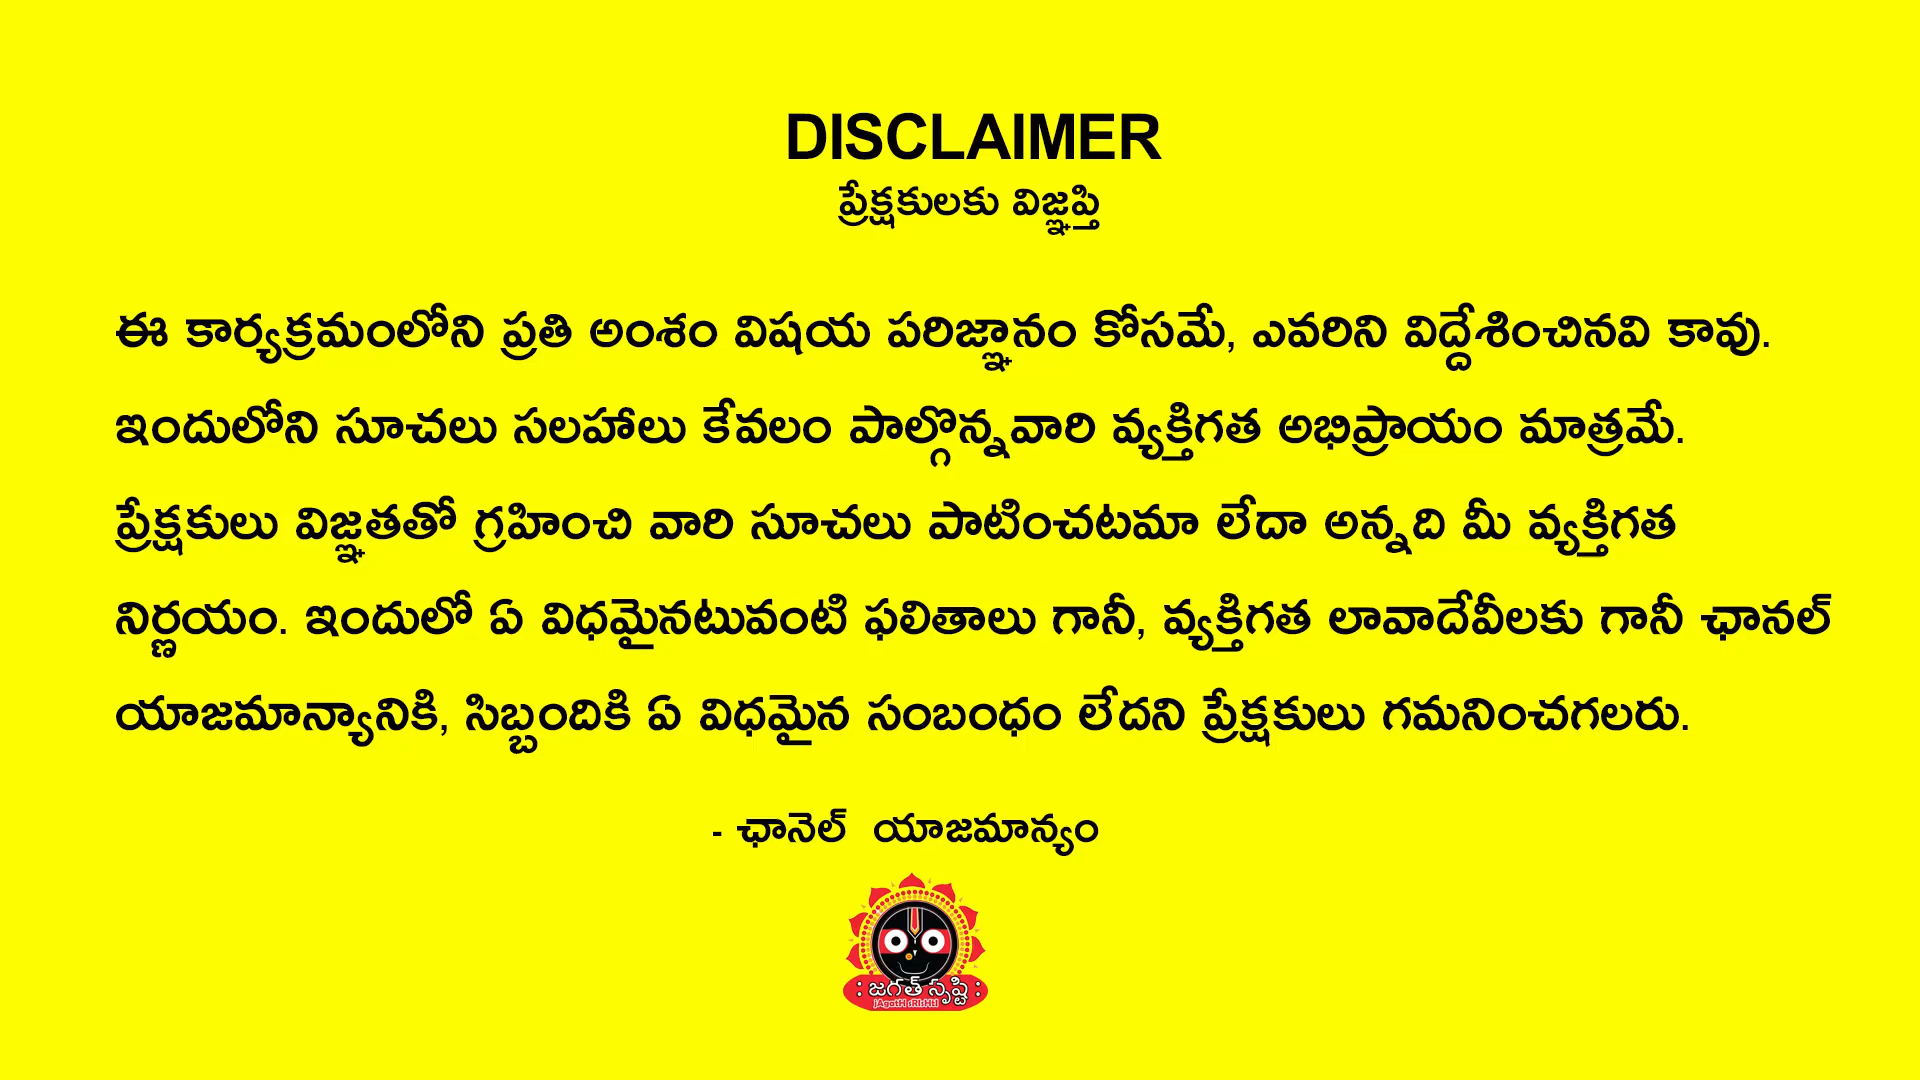 DISCLAIMER
ప్రేక్షకులకు విజ్ఞప్తి
ఈ కార్యక్రమంలోని ప్రతి అంశం విషయ పరిజ్ఞానం కోసమే, ఎవరిని విద్దేశించినవి కావు.
ఇందులోని సూచలు సలహాలు కేవలం పాల్గొన్నవారి వ్యక్తిగత అభిప్రాయం మాత్రమే.
ప్రేక్షకులు విజ్ఞతతో గ్రహించి వారి సూచలు పాటించటమా లేదా అన్నది మీ వ్యక్తిగత
నిర్ణయం. ఇందులో ఏ విధమైనటువంటి ఫలితాలు గానీ, వ్యక్తిగత లావాదేవీలకు గానీ ఛానల్
యాజమాన్యానికి, సిబ్బందికి ఏ విధమైన సంబంధం లేదని ప్రేక్షకులు గమనించగలరు.
- ఛానెల్ యాజమాన్యం
: జగత్ సృష్టి :
jAgatH sRIsHtI